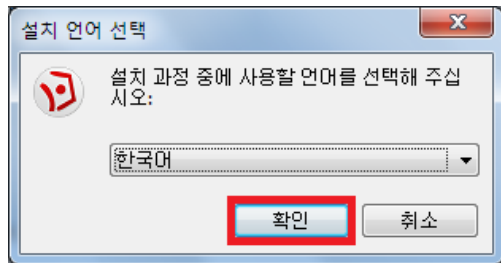 설치 언어 선택
설치 과정 중에 사용할 언어를 선택해 주십
시오:
한국어
확인
취소